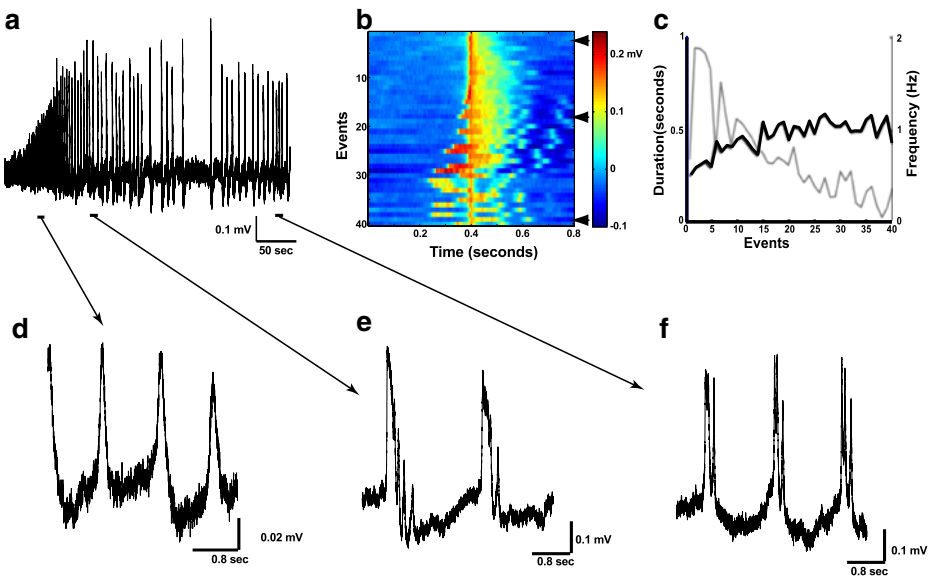 a
0.1 mV
50 sec
b
Events
10
20
30
40
0.2
0.4
0.6
0.8
Time (seconds)
0.2 mV
0.1
0
-0.1
c
Duration(seconds)
1
0.5
0
0
5
10
15
20
25
30
35
40
Events
2
1
0
Frequency (Hz)
d
0.02 mV
0.8 sec
e
0.1 mV
0.8 sec
f
0.1 mV
0.8 sec